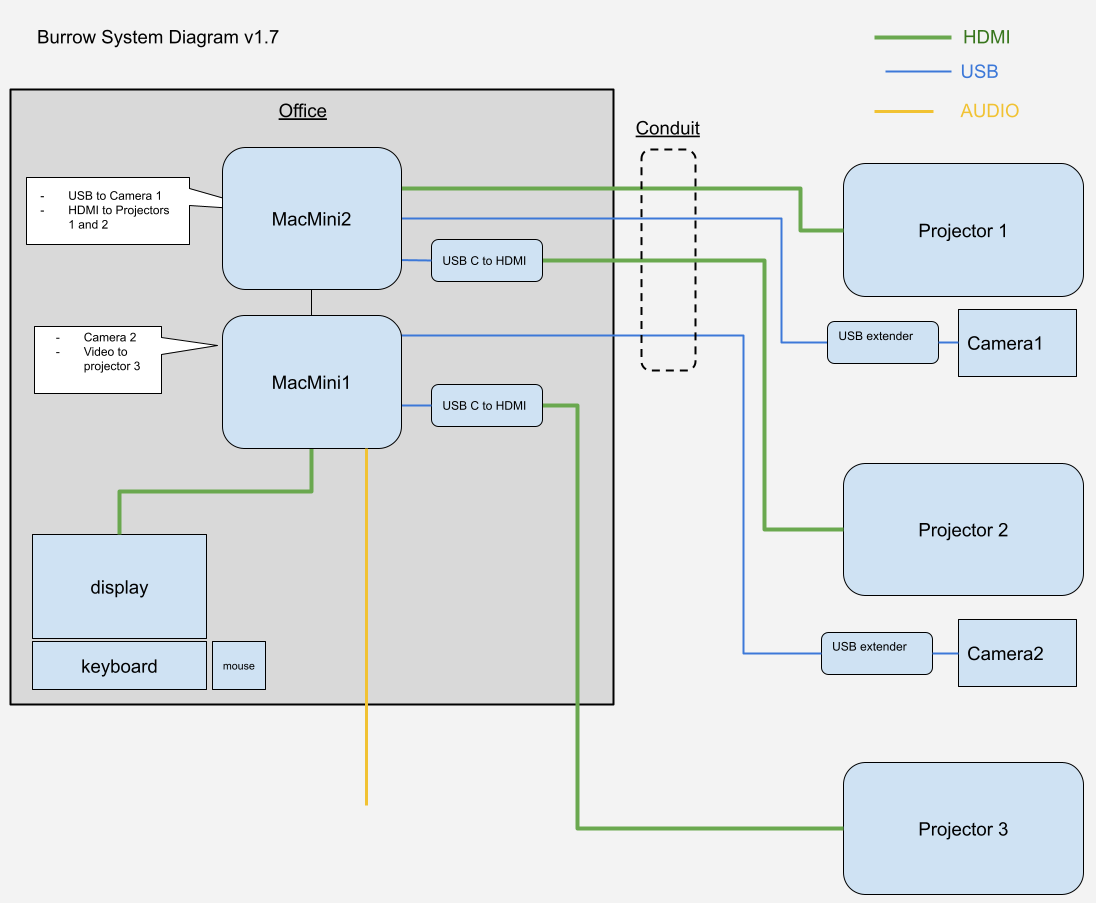 Burrow System Diagram v1.7
HDMI
USB
AUDIO
Office
Conduit
- USB to Camera 1
- HDMI to Projectors
1 and 2
MacMini2
USB C to HDMI
Projector 1
USB extender
Camera1
- Camera 2
- Video to
projector 3
MacMini1
USB C to HDMI
Projector 2
display
keyboard
mouse
USB extender
Camera2
Projector 3